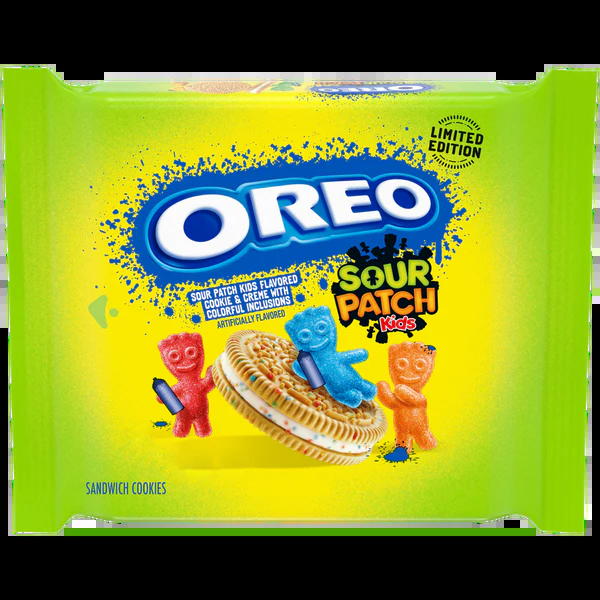 OREO
LIMITED
EDITION
OREO
SOUR PATCH KIDS FLAVORED
COOKIE & CREME WITH
COLORFUL INCLUSIONS
ARTIFICIALLY FLAVORED
SOUR
PATCH
Kids
SANDWICH COOKIES